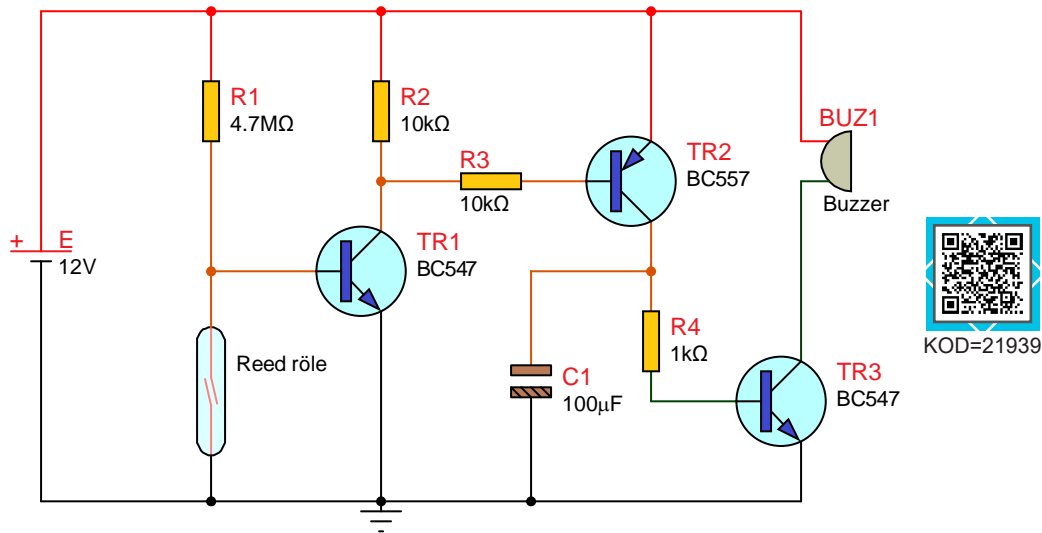 R1
4.7MΩ
R2
10kΩ
R3
10kΩ
TR2
BC557
BUZ1
Buzzer
+ E
12V
TR1
BC547
Reed röle
C1
100µF
R4
1kΩ
TR3
BC547
KOD=21939